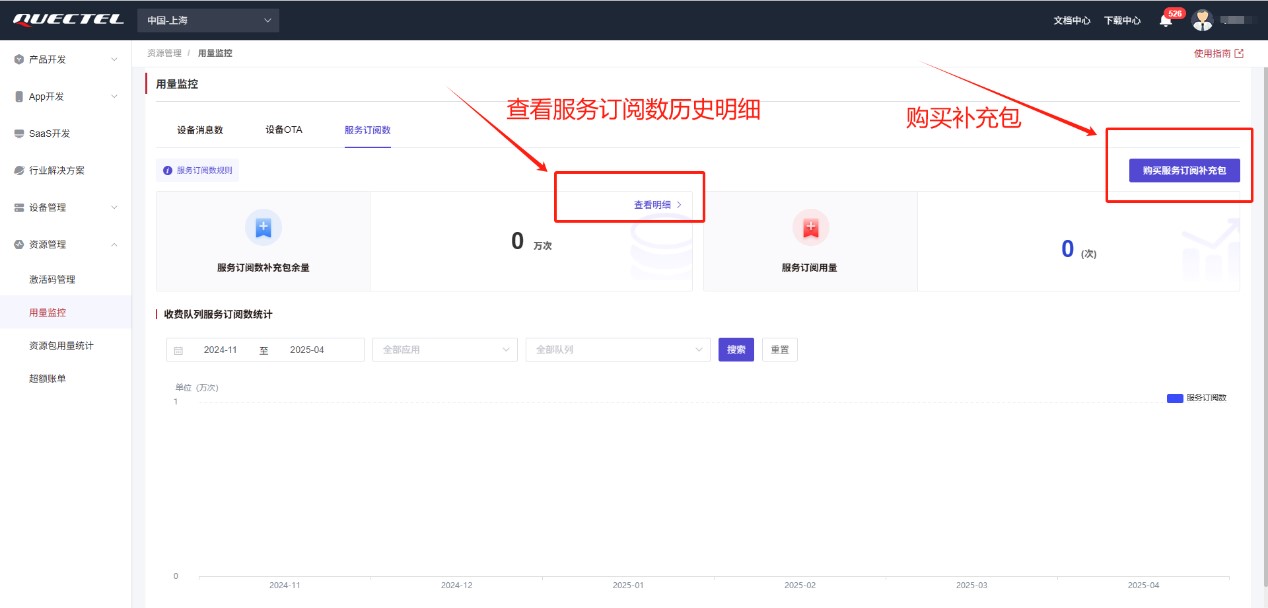 QUECTEL
中国-上海
文档中心
下载中心
526
产品开发
App开发
SaaS开发
行业解决方案
设备管理
资源管理
激活码管理
用量监控
资源包用量统计
超额账单
资源管理 / 用量监控
使用指南
用量监控
查看服务订阅数历史明细
购买补充包
设备消息数
设备OTA
服务订阅数
服务订阅数规则
购买服务订阅补充包
查看明细 >
服务订阅数补充包余量
0 万次
服务订阅用量
0 (次)
收费队列服务订阅数统计
2024-11 至 2025-04
全部应用
全部队列
搜索
重置
单位 (万次)
服务订阅数
1
0
2024-11
2024-12
2025-01
2025-02
2025-03
2025-04